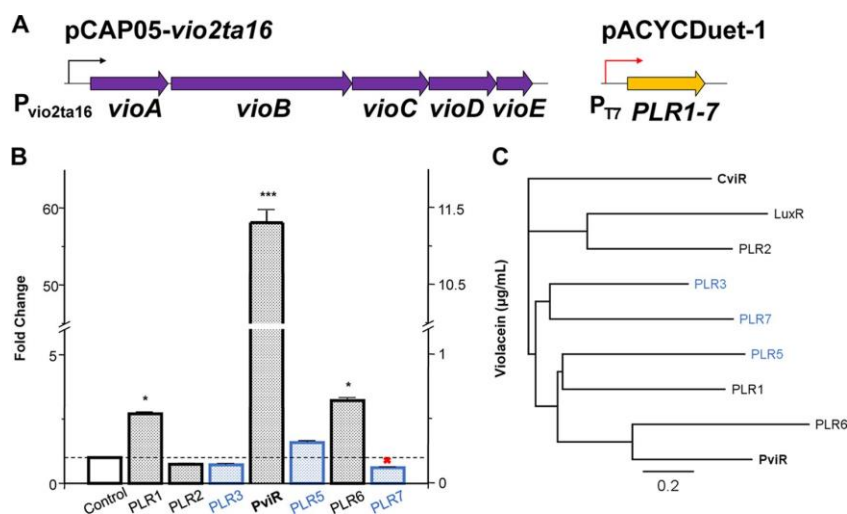 A
pCAP05-vio2ta16
pACYCDuet-1
Pvio2ta16
vioA
vioB
vioC
vioD
vioE
PT7
PLR1-7
B
Fold Change
60
50
5
0
***
*
*
*
11.5
10.5
1
0
Violacein (µg/mL)
Control
PLR1
PLR2
PLR3
PviR
PLR5
PLR6
PLR7
C
CviR
LuxR
PLR2
PLR3
PLR7
PLR5
PLR1
PLR6
PviR
0.2